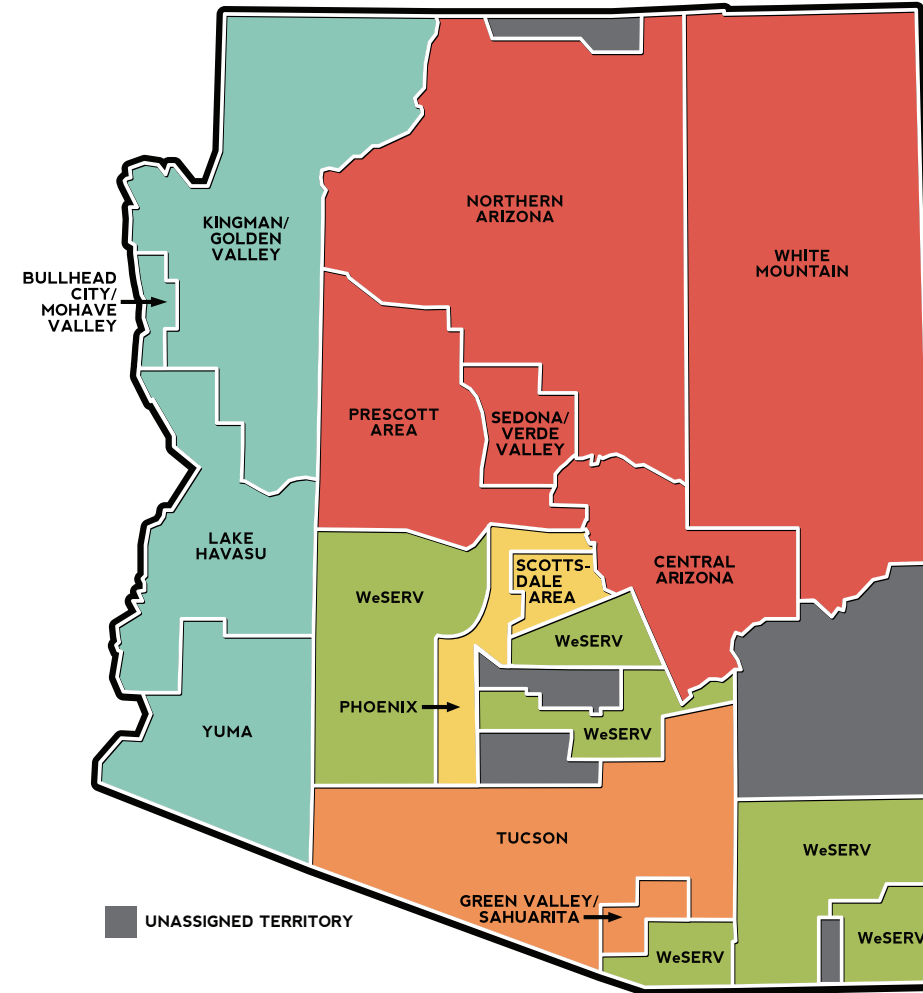 NORTHERN
ARIZONA
KINGMAN/
GOLDEN
VALLEY
WHITE
MOUNTAIN
BULLHEAD
CITY/
MOHAVE
VALLEY
PRESCOTT
AREA
SEDONA/
VERDE
VALLEY
LAKE
HAVASU
CENTRAL
ARIZONA
SCOTTS-
DALE
AREA
WeSERV
WeSERV
PHOENIX
YUMA
WeSERV
TUCSON
WeSERV
GREEN VALLEY/
SAHUARITA
UNASSIGNED TERRITORY
WeSERV
WeSERV